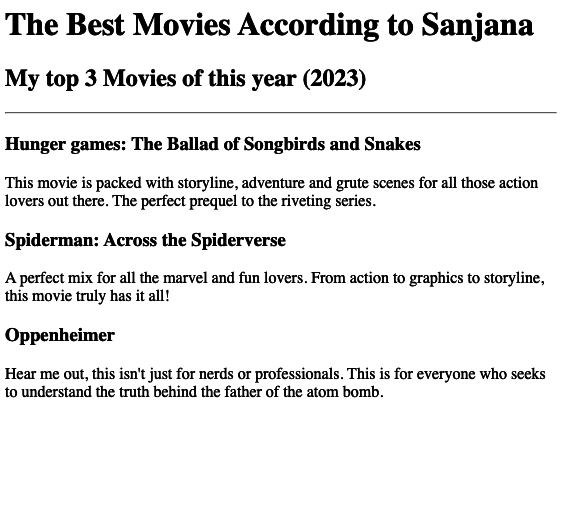 The Best Movies According to Sanjana
My top 3 Movies of this year (2023)
Hunger games: The Ballad of Songbirds and Snakes
This movie is packed with storyline, adventure and grute scenes for all those action
lovers out there. The perfect prequel to the riveting series.
Spiderman: Across the Spiderverse
A perfect mix for all the marvel and fun lovers. From action to graphics to storyline,
this movie truly has it all!
Oppenheimer
Hear me out, this isn't just for nerds or professionals. This is for everyone who seeks
to understand the truth behind the father of the atom bomb.